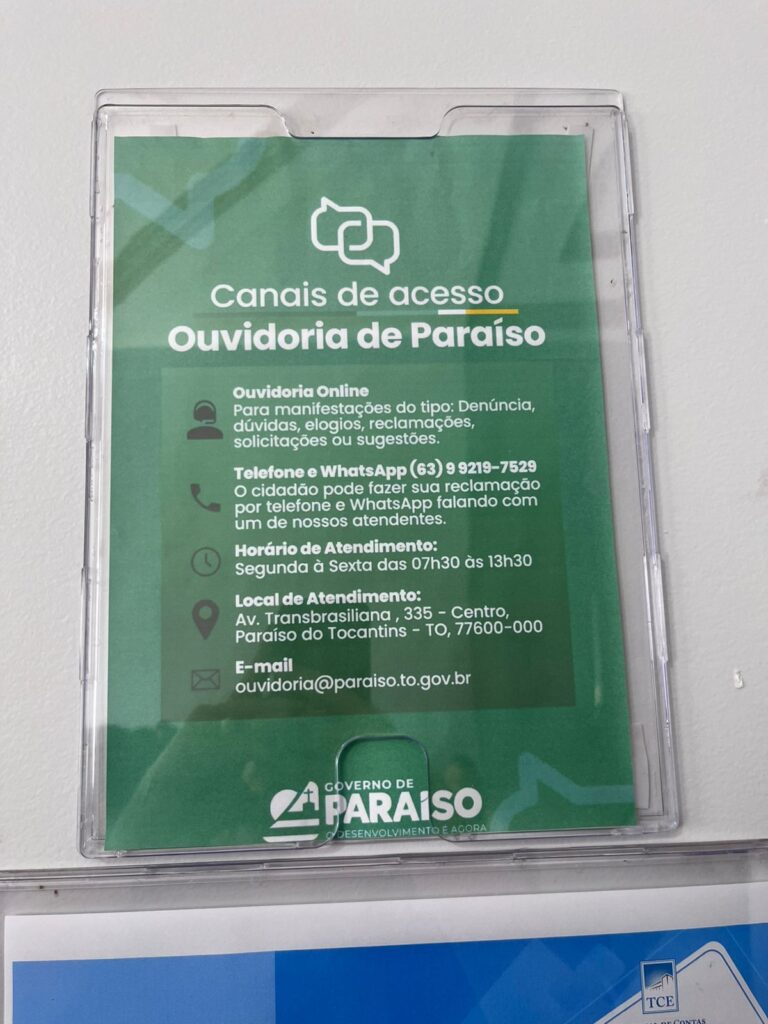 Canais de acesso
Ouvidoria de Paraíso
Ouvidoria Online
Para manifestações do tipo: Denúncia,
dúvidas, elogios, reclamações,
solicitações ou sugestões.
Telefone e WhatsApp (63) 9 9219-7529
O cidadão pode fazer sua reclamação
por telefone e WhatsApp falando com
um de nossos atendentes.
Horário de Atendimento:
Segunda à Sexta das 07h30 às 13h30
Local de Atendimento:
Av. Transbrasiliana , 335 - Centro,
Paraíso do Tocantins - TO, 77600-000
E-mail
ouvidoria@paraiso.to.gov.br
GOVERNO DE
PARAÍSO
O DESENVOLVIMENTO É AGORA
TCE
DE CONTAS